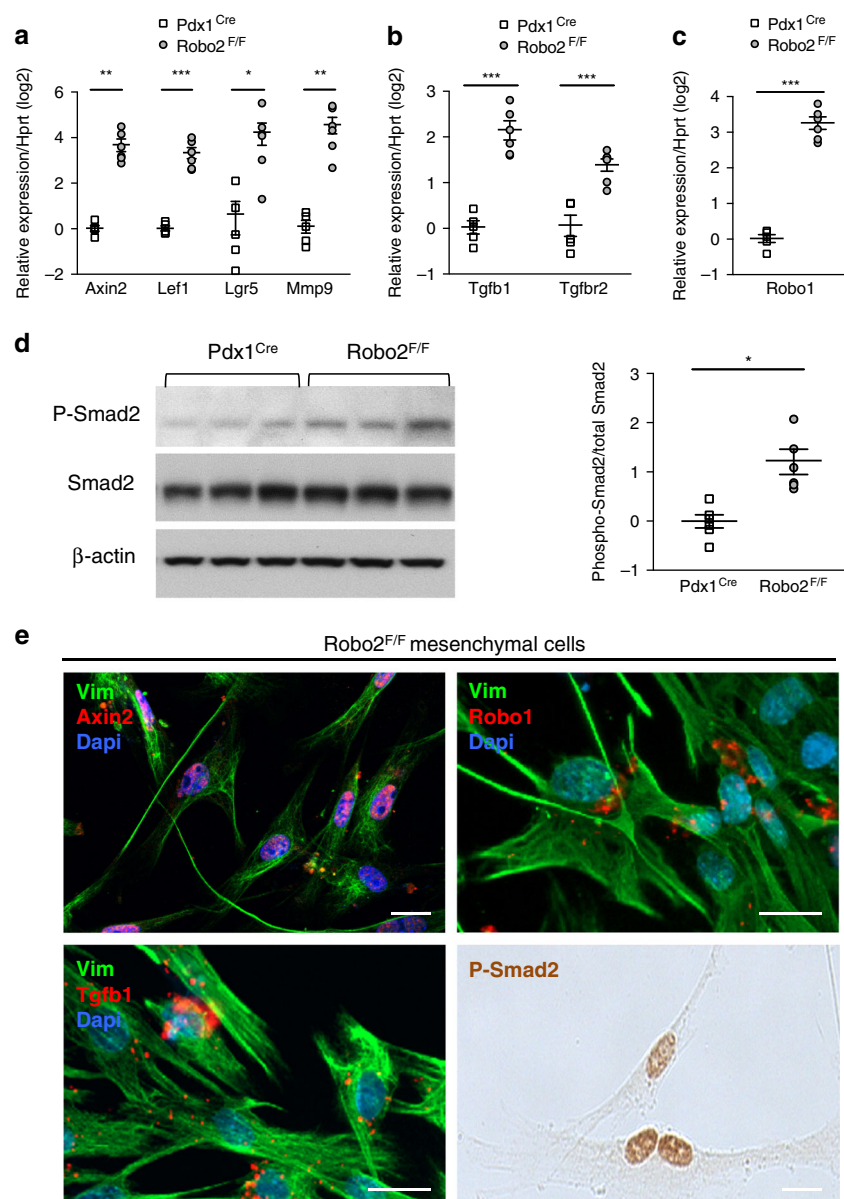 a
Pdx1Cre
Robo2F/F
Relative expression/Hprt (log2)
6
4
2
0
−2
**
***
*
**
Axin2 Lef1 Lgr5 Mmp9
b
Pdx1Cre
Robo2F/F
Relative expression/Hprt (log2)
3
2
1
0
−1
***
***
Tgfb1 Tgfbr2
c
Pdx1Cre
Robo2F/F
Relative expression/Hprt (log2)
4
3
2
1
0
−1
***
Robo1
d
Pdx1Cre Robo2F/F
P-Smad2
Smad2
β-actin
Phospho-Smad2/total Smad2
3
2
1
0
−1
*
Pdx1Cre Robo2F/F
e
Robo2F/F mesenchymal cells
Vim
Axin2
Dapi
Vim
Robo1
Dapi
Vim
Tgfb1
Dapi
P-Smad2